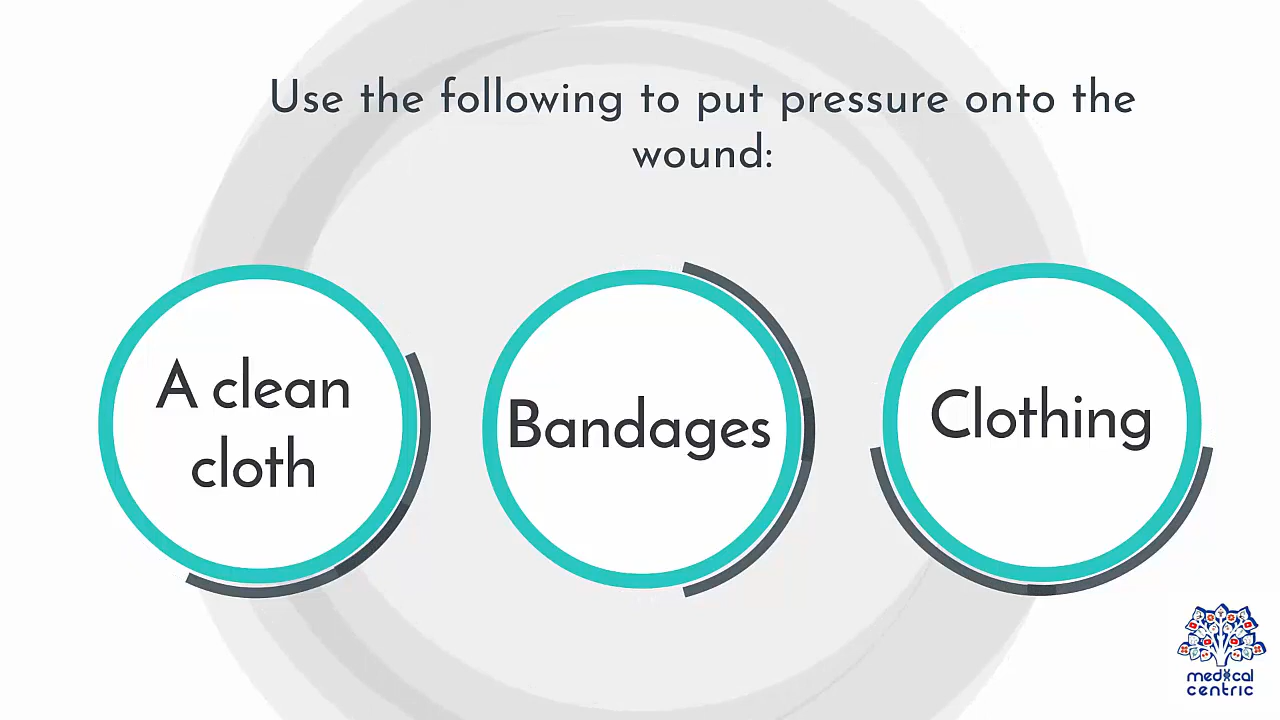 Use the following to put pressure onto the
wound:
A clean
cloth
Bandages
Clothing
medical
centric